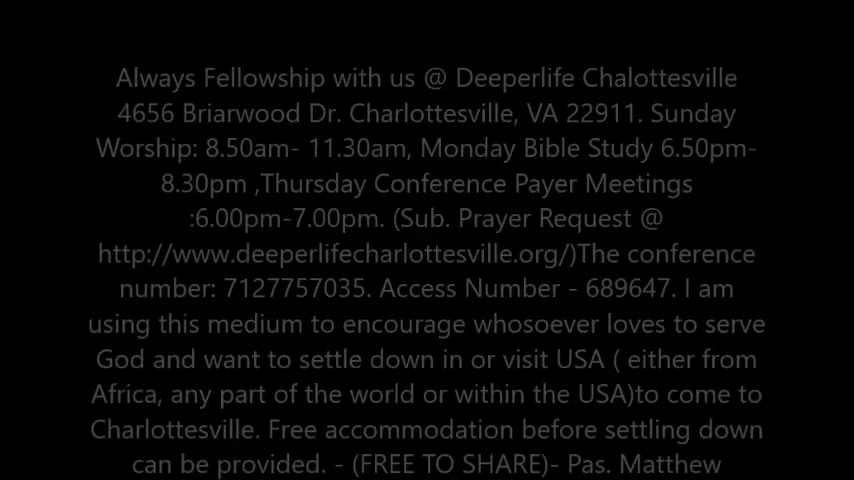 Always Fellowship with us @ Deeperlife Chalottesville
4656 Briarwood Dr. Charlottesville, VA 22911. Sunday
Worship: 8.50am- 11.30am, Monday Bible Study 6.50pm-
8.30pm ,Thursday Conference Payer Meetings
:6.00pm-7.00pm. (Sub. Prayer Request @
http://www.deeperlifecharlottesville.org/)The conference
number: 7127757035. Access Number - 689647. I am
using this medium to encourage whosoever loves to serve
God and want to settle down in or visit USA ( either from
Africa, any part of the world or within the USA)to come to
Charlottesville. Free accommodation before settling down
can be provided. - (FREE TO SHARE)- Pas. Matthew